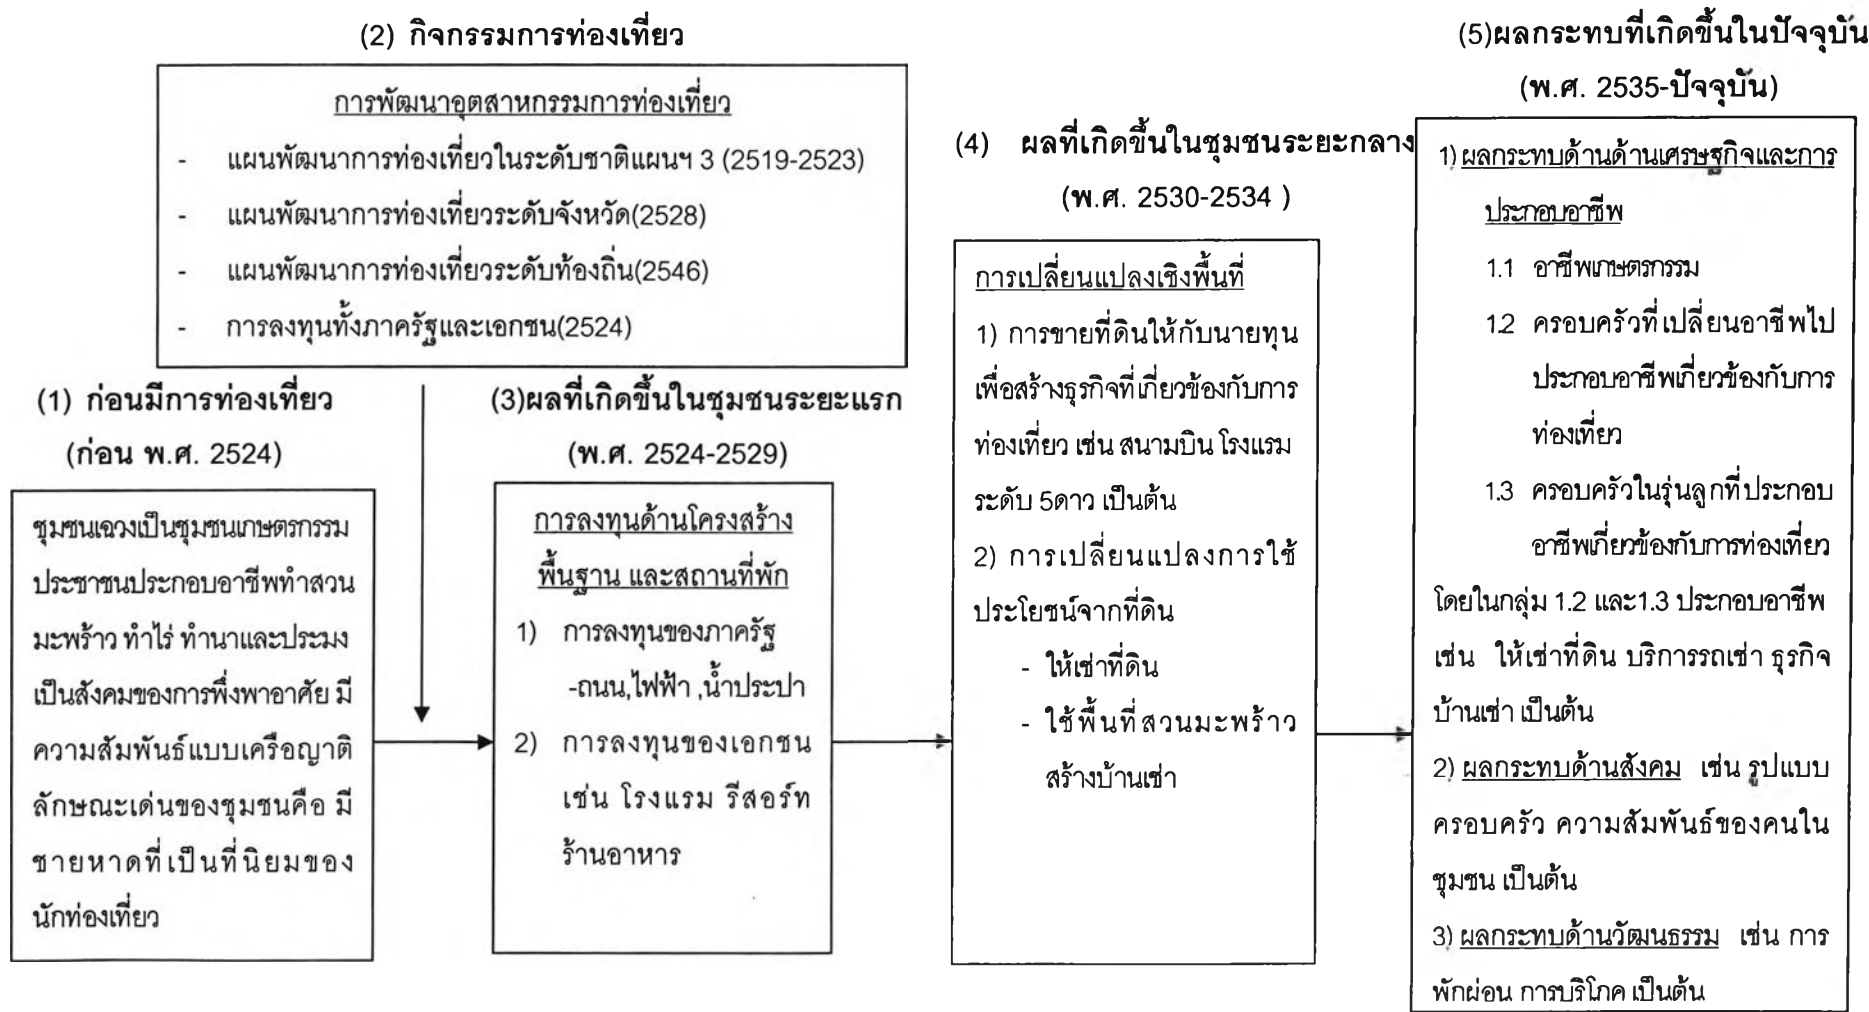 (2) กิจกรรมการท่องเที่ยว
การพัฒนาอุตสาหกรรมการท่องเที่ยว
- แผนพัฒนาการท่องเที่ยวในระดับชาติแผนฯ 3 (2519-2523)
- แผนพัฒนาการท่องเที่ยวระดับจังหวัด(2528)
- แผนพัฒนาการท่องเที่ยวระดับท้องถิ่น(2546)
- การลงทุนทั้งภาครัฐและเอกชน(2524)
(1) ก่อนมีการท่องเที่ยว
(ก่อน พ.ศ. 2524)
ชุมชนเฉวงเป็นชุมชนเกษตรกรรม
ประชาชนประกอบอาชีพทำสวน
มะพร้าว ทำไร่ ทำนาและประมง
เป็นสังคมของการพึ่งพาอาศัย มี
ความสัมพันธ์แบบเครือญาติ
ลักษณะเด่นของชุมชนคือ มี
ชายหาดที่เป็นที่นิยมของ
นักท่องเที่ยว
(3)ผลที่เกิดขึ้นในชุมชนระยะแรก
(พ.ศ. 2524-2529)
การลงทุนด้านโครงสร้าง
พื้นฐาน และสถานที่พัก
1) การลงทุนของภาครัฐ
-ถนน,ไฟฟ้า ,น้ำประปา
2) การลงทุนของเอกชน
เช่น โรงแรม รีสอร์ท
ร้านอาหาร
(4) ผลที่เกิดขึ้นในชุมชนระยะกลาง
(พ.ศ. 2530-2534 )
การเปลี่ยนแปลงเชิงพื้นที่
1) การขายที่ดินให้กับนายทุน
เพื่อสร้างธุรกิจที่เกี่ยวข้องกับการ
ท่องเที่ยว เช่น สนามบิน โรงแรม
ระดับ 5ดาว เป็นต้น
2) การเปลี่ยนแปลงการใช้
ประโยชน์จากที่ดิน
- ให้เช่าที่ดิน
- ใช้พื้นที่สวนมะพร้าว
สร้างบ้านเช่า
(5)ผลกระทบที่เกิดขึ้นในปัจจุบัน
(พ.ศ. 2535-ปัจจุบัน)
1) ผลกระทบด้านด้านเศรษฐกิจและการ
ประกอบอาชีพ
1.1 อาชีพเกษตรกรรม
1.2 ครอบครัวที่เปลี่ยนอาชีพไป
ประกอบอาชีพเกี่ยวข้องกับการ
ท่องเที่ยว
1.3 ครอบครัวในรุ่นลูกที่ประกอบ
อาชีพเกี่ยวข้องกับการท่องเที่ยว
โดยในกลุ่ม 1.2 และ1.3 ประกอบอาชีพ
เช่น ให้เช่าที่ดิน บริการรถเช่า ธุรกิจ
บ้านเช่า เป็นต้น
2) ผลกระทบด้านสังคม เช่น รูปแบบ
ครอบครัว ความสัมพันธ์ของคนใน
ชุมชน เป็นต้น
3) ผลกระทบด้านวัฒนธรรม เช่น การ
พักผ่อน การบริโภค เป็นต้น